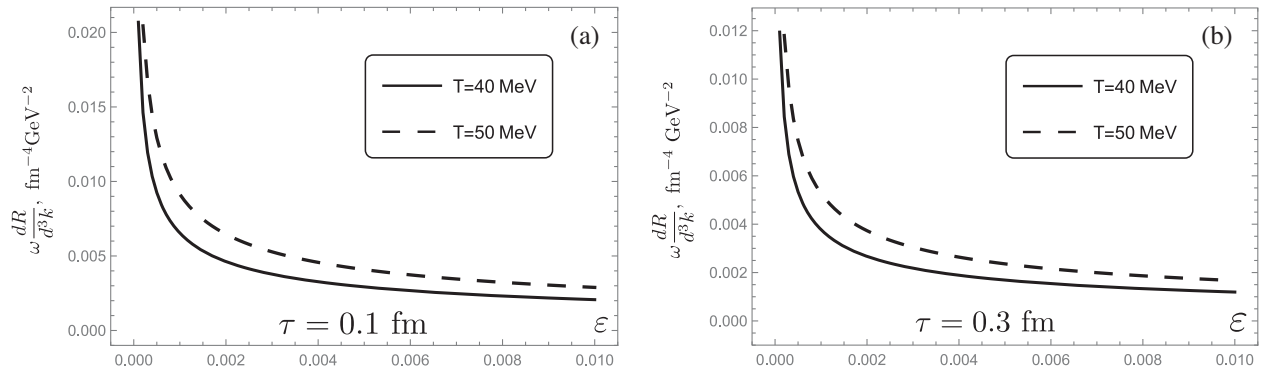 (a)
ω dR/d³k, fm⁻⁴GeV⁻²
0.020
0.015
0.010
0.005
0.000
T=40 MeV
T=50 MeV
τ = 0.1 fm
ε
0.000 0.002 0.004 0.006 0.008 0.010
(b)
ω dR/d³k, fm⁻⁴ GeV⁻²
0.012
0.010
0.008
0.006
0.004
0.002
0.000
T=40 MeV
T=50 MeV
τ = 0.3 fm
ε
0.000 0.002 0.004 0.006 0.008 0.010